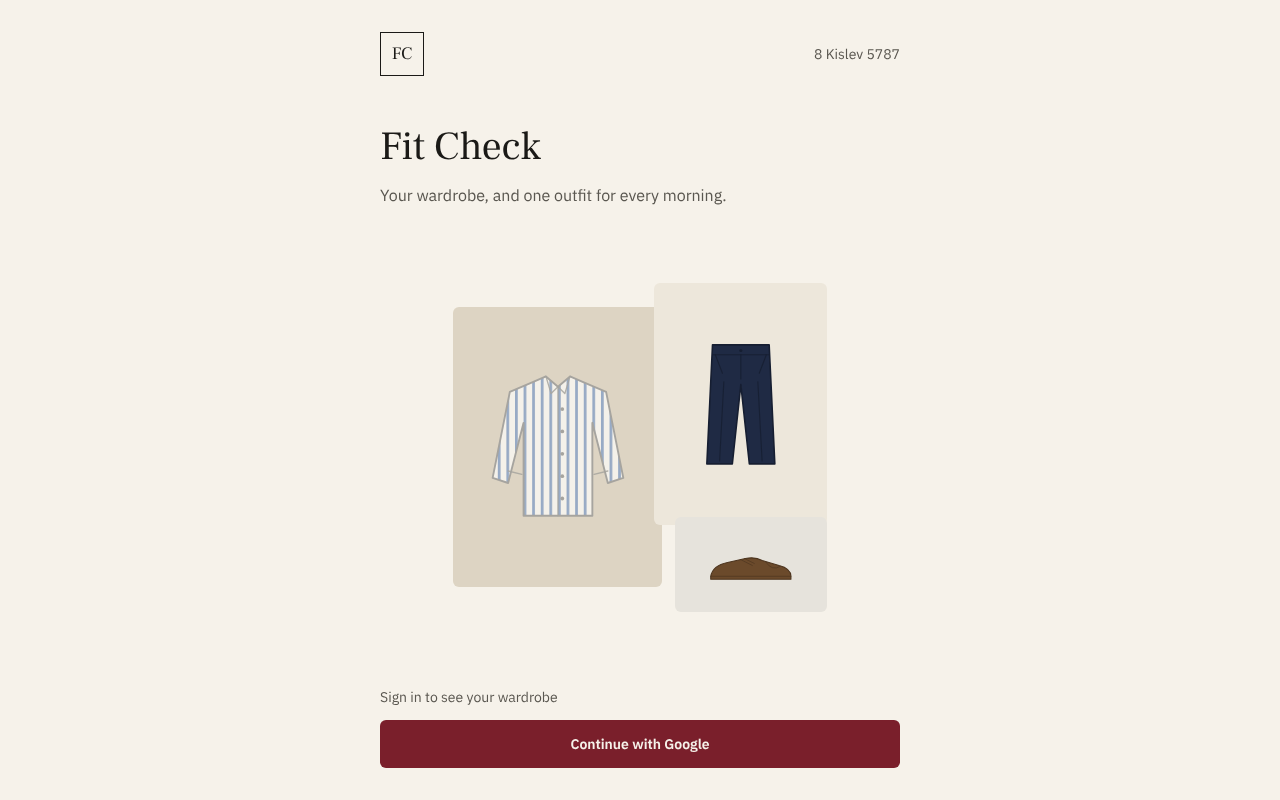 FC
8 Kislev 5787
Fit Check
Your wardrobe, and one outfit for every morning.
Sign in to see your wardrobe
Continue with Google